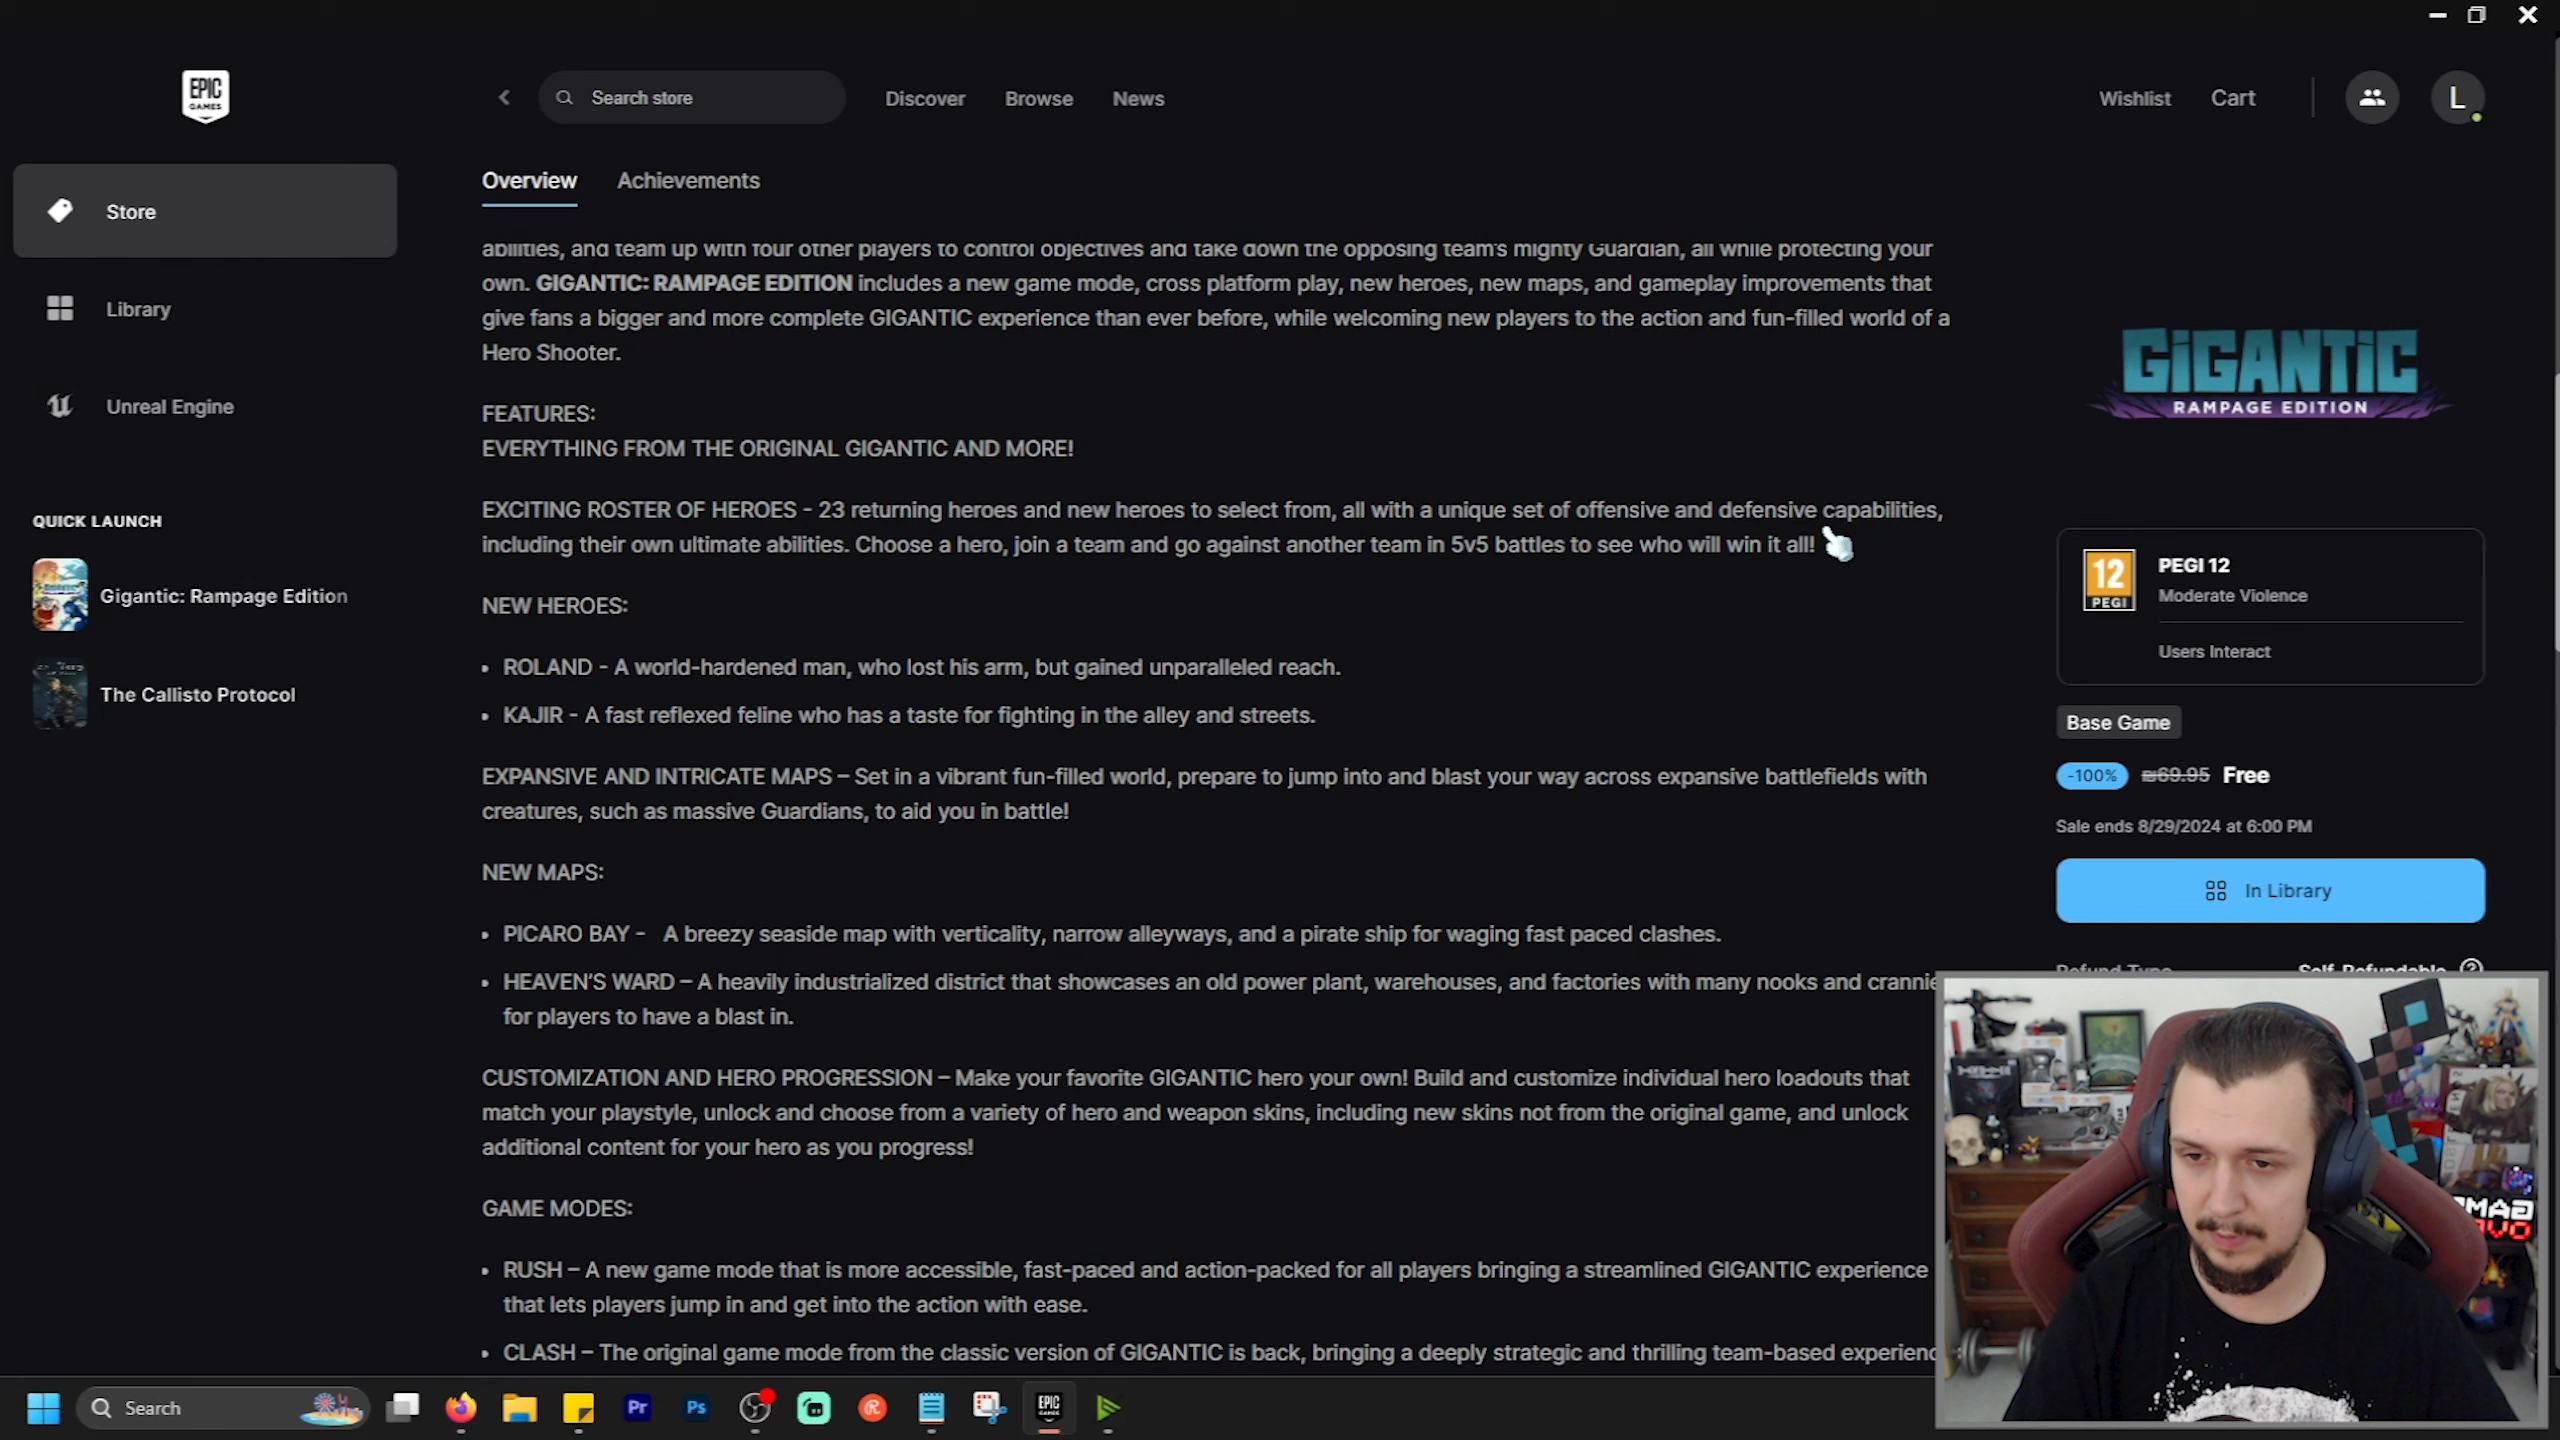 EPIC
GAMES
Search store
Discover
Browse
News
Wishlist
Cart
L
Store
Library
Unreal Engine
QUICK LAUNCH
Gigantic: Rampage Edition
The Callisto Protocol
Overview
Achievements
abilities, and team up with four other players to control objectives and take down the opposing team's mighty Guardian, all while protecting your
own. GIGANTIC: RAMPAGE EDITION includes a new game mode, cross platform play, new heroes, new maps, and gameplay improvements that
give fans a bigger and more complete GIGANTIC experience than ever before, while welcoming new players to the action and fun-filled world of a
Hero Shooter.
FEATURES:
EVERYTHING FROM THE ORIGINAL GIGANTIC AND MORE!
EXCITING ROSTER OF HEROES - 23 returning heroes and new heroes to select from, all with a unique set of offensive and defensive capabilities,
including their own ultimate abilities. Choose a hero, join a team and go against another team in 5v5 battles to see who will win it all!
NEW HEROES:
• ROLAND - A world-hardened man, who lost his arm, but gained unparalleled reach.
• KAJIR - A fast reflexed feline who has a taste for fighting in the alley and streets.
EXPANSIVE AND INTRICATE MAPS – Set in a vibrant fun-filled world, prepare to jump into and blast your way across expansive battlefields with
creatures, such as massive Guardians, to aid you in battle!
NEW MAPS:
• PICARO BAY - A breezy seaside map with verticality, narrow alleyways, and a pirate ship for waging fast paced clashes.
• HEAVEN'S WARD – A heavily industrialized district that showcases an old power plant, warehouses, and factories with many nooks and crannie
for players to have a blast in.
CUSTOMIZATION AND HERO PROGRESSION – Make your favorite GIGANTIC hero your own! Build and customize individual hero loadouts that
match your playstyle, unlock and choose from a variety of hero and weapon skins, including new skins not from the original game, and unlock
additional content for your hero as you progress!
GAME MODES:
• RUSH – A new game mode that is more accessible, fast-paced and action-packed for all players bringing a streamlined GIGANTIC experience
that lets players jump in and get into the action with ease.
• CLASH – The original game mode from the classic version of GIGANTIC is back, bringing a deeply strategic and thrilling team-based experienc
GIGANTIC
RAMPAGE EDITION
12
PEGI
PEGI 12
Moderate Violence
Users Interact
Base Game
-100% ₪69.95 Free
Sale ends 8/29/2024 at 6:00 PM
In Library
Refund Type
Self-Refundable
Search
Pr
Ps
EPIC
GAMES